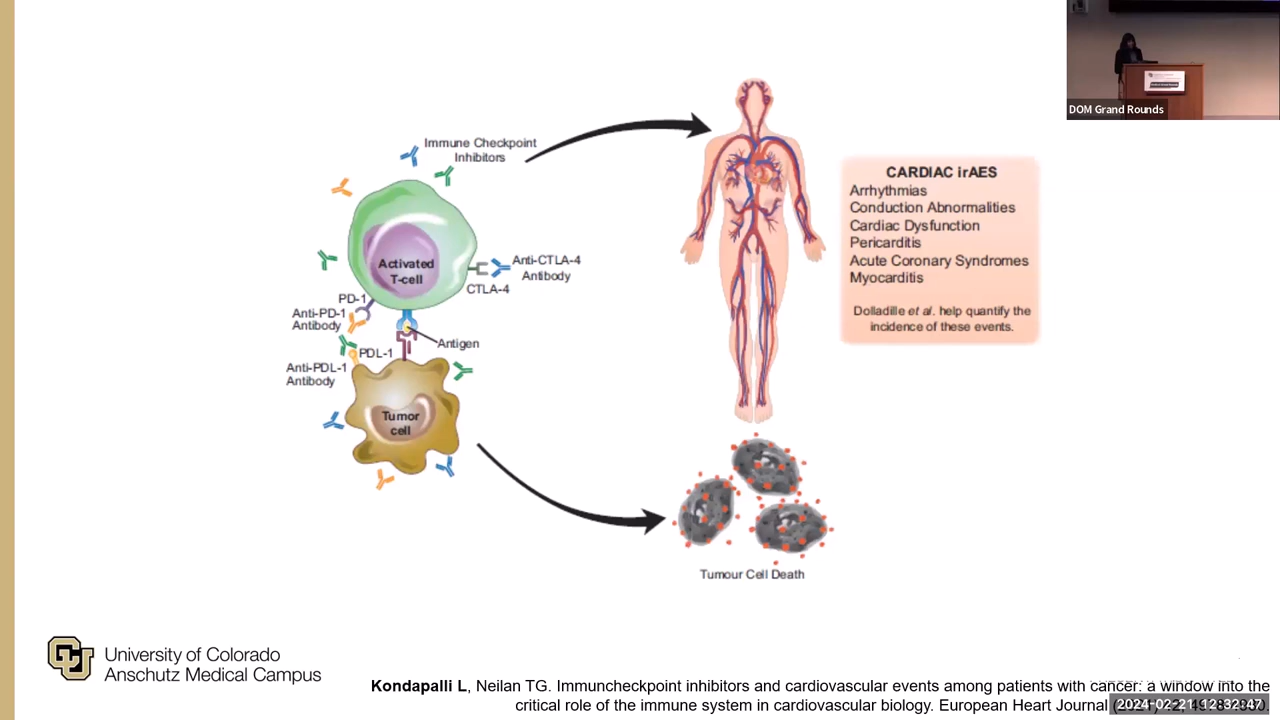 DOM Grand Rounds
Immune Checkpoint
Inhibitors
Activated
T-cell
Anti-CTLA-4
Antibody
CTLA-4
PD-1
Anti-PD-1
Antibody
Antigen
PDL-1
Anti-PDL-1
Antibody
Tumor
cell
CARDIAC irAES
Arrhythmias
Conduction Abnormalities
Cardiac Dysfunction
Pericarditis
Acute Coronary Syndromes
Myocarditis
Dolladille et al. help quantify the
incidence of these events.
Tumour Cell Death
University of Colorado
Anschutz Medical Campus
Kondapalli L, Neilan TG. Immuncheckpoint inhibitors and cardiovascular events among patients with cancer: a window into the
critical role of the immune system in cardiovascular biology. European Heart Journal
2024-02-21 12:32:47